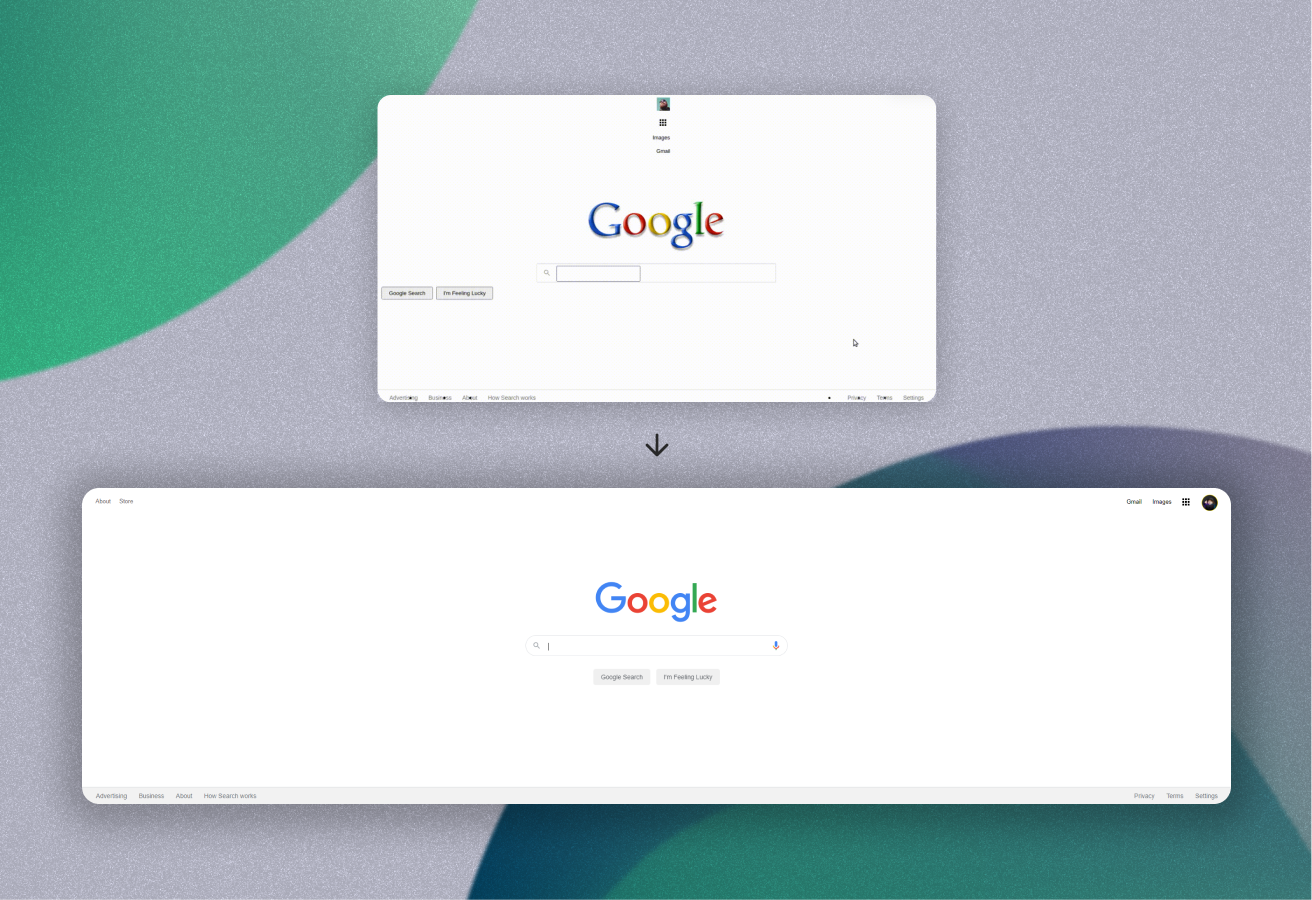 Images
Gmail
Google
Google Search I'm Feeling Lucky
Advertising Business About How Search works Privacy Terms Settings
About Store Gmail Images
Google
Google Search I'm Feeling Lucky
Advertising Business About How Search works Privacy Terms Settings